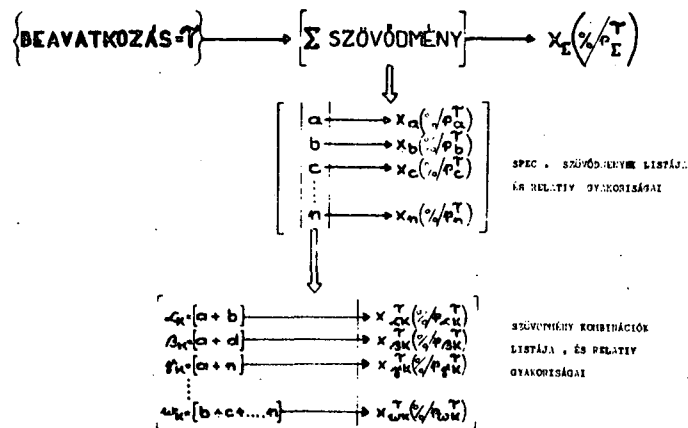 {BEAVATKOZÁS=τ} → [Σ SZÖVŐDMÉNY] → X_Σ(%/p_Σ^τ)
a → x_a(%/p_a^τ)
b → x_b(%/p_b^τ)
c → x_c(%/p_c^τ)
n → x_n(%/p_n^τ)
SPEC . SZÖVŐDMÉNYEK LISTÁJA
ÉS RELATIV GYAKORISÁGAI
α_K=[a + b] → x_αK^τ(%/p_αK^τ)
β_K=[a + d] → x_βK^τ(%/p_βK^τ)
γ_K=[a + n] → x_γK^τ(%/p_γK^τ)
ω_K=[b+c+....n] → x_ωK^τ(%/p_ωK^τ)
SZÖVŐTMÉNY KOMBINÁCIÓK
LISTÁJA , ÉS RELATIV
GYAKORISÁGAI